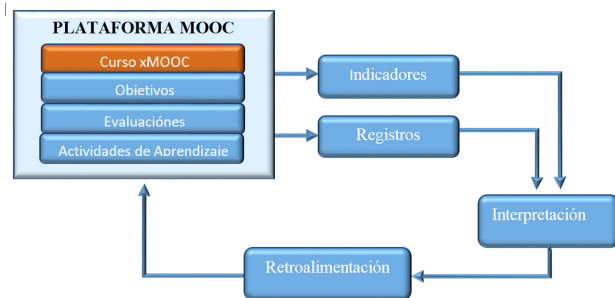 PLATAFORMA MOOC
Curso xMOOC
Objetivos
Evaluaciónes
Actividades de Aprendizaje
Indicadores
Registros
Interpretación
Retroalimentación